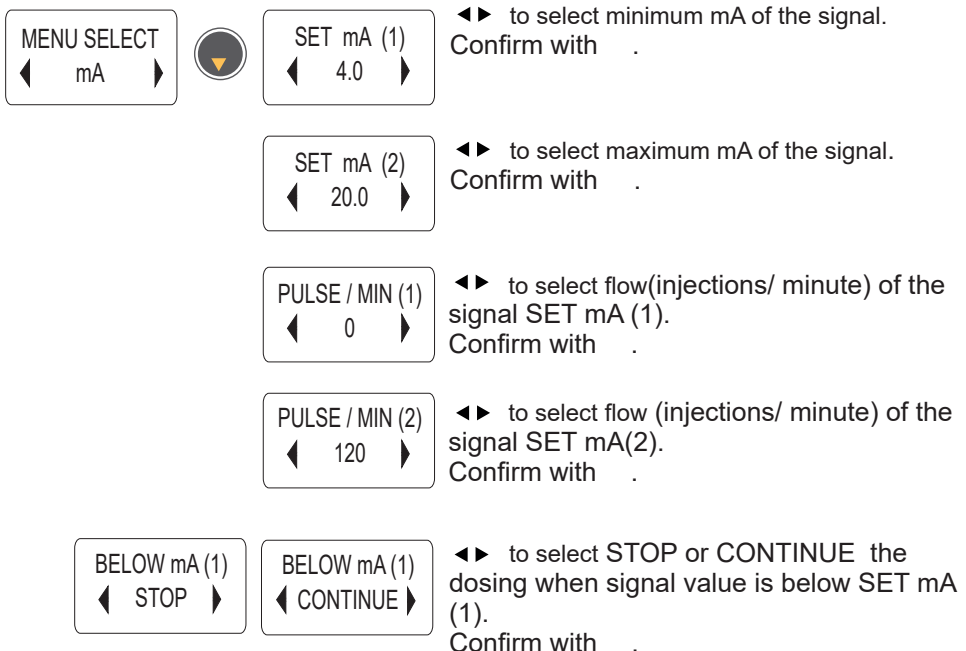 MENU SELECT
◀ mA ▶
SET mA (1)
◀ 4.0 ▶
◀▶ to select minimum mA of the signal.
Confirm with .
SET mA (2)
◀ 20.0 ▶
◀▶ to select maximum mA of the signal.
Confirm with .
PULSE / MIN (1)
◀ 0 ▶
◀▶ to select flow(injections/ minute) of the
signal SET mA (1).
Confirm with .
PULSE / MIN (2)
◀ 120 ▶
◀▶ to select flow (injections/ minute) of the
signal SET mA(2).
Confirm with .
BELOW mA (1)
◀ STOP ▶
BELOW mA (1)
◀ CONTINUE ▶
◀▶ to select STOP or CONTINUE the
dosing when signal value is below SET mA
(1).
Confirm with .